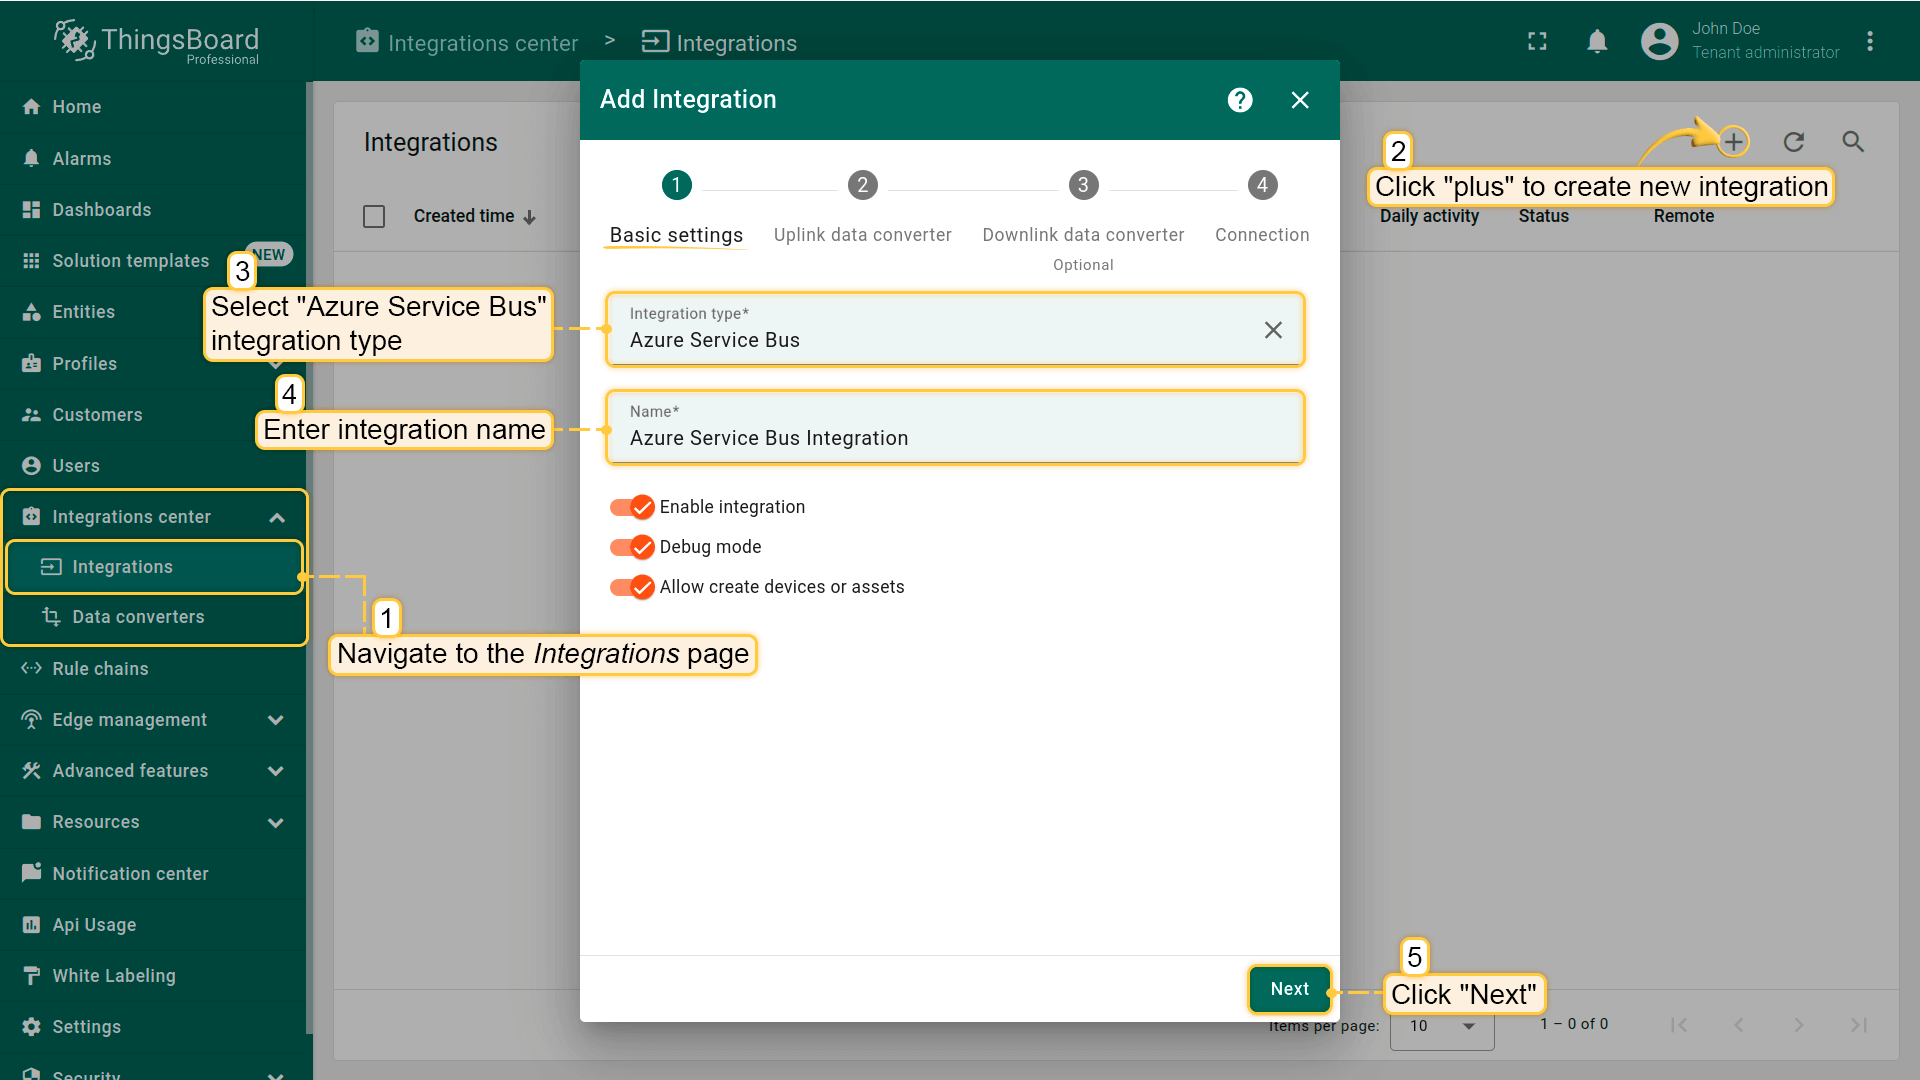 ThingsBoard
Professional
Integrations center > Integrations
John Doe
Tenant administrator
Home
Alarms
Dashboards
Solution templates
NEW
Entities
Profiles
Customers
Users
Integrations center
Integrations
Data converters
Rule chains
Edge management
Advanced features
Resources
Notification center
Api Usage
White Labeling
Settings
Security
Integrations
Created time
Daily activity
Status
Remote
Items per page:
10
1 – 0 of 0
Add Integration
?
1
2
3
4
Basic settings
Uplink data converter
Downlink data converter
Optional
Connection
Integration type*
Azure Service Bus
Name*
Azure Service Bus Integration
Enable integration
Debug mode
Allow create devices or assets
Next
1
Navigate to the Integrations page
2
Click "plus" to create new integration
3
Select "Azure Service Bus"
integration type
4
Enter integration name
5
Click "Next"